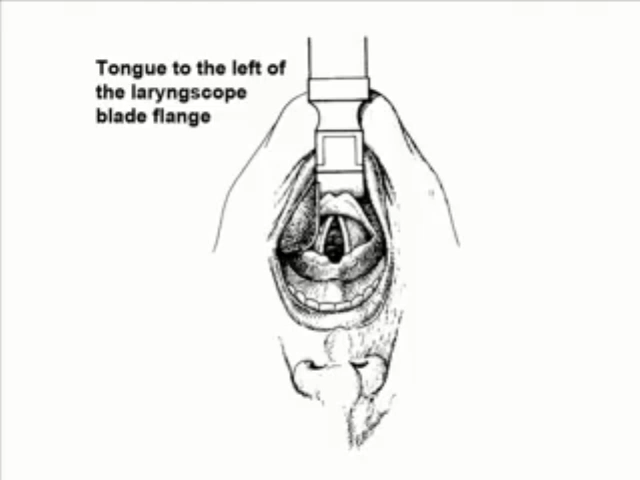 Tongue to the left of
the laryngscope
blade flange